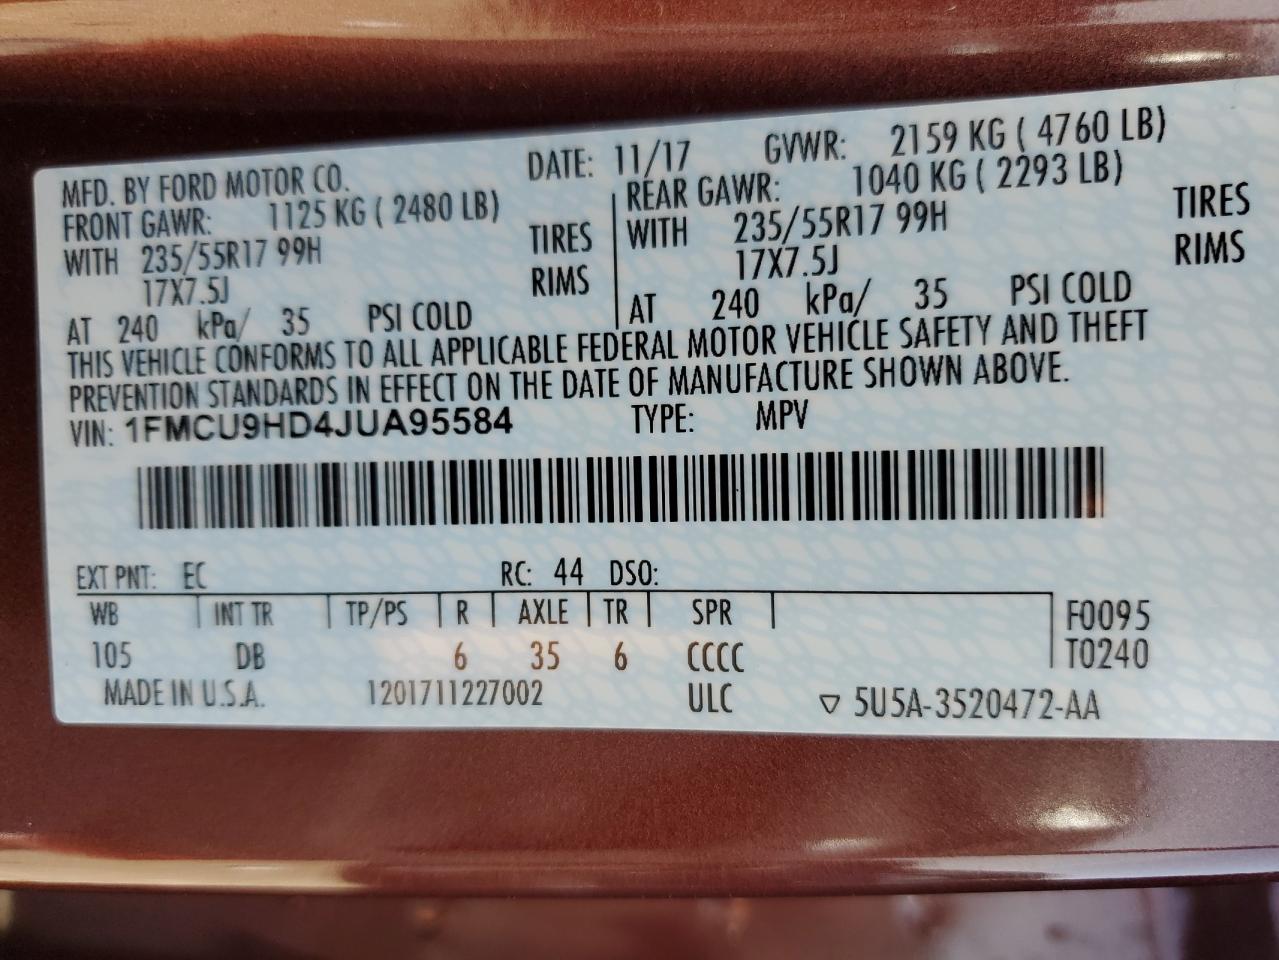 MFD. BY FORD MOTOR CO. DATE: 11/17 GVWR: 2159 KG ( 4760 LB)
FRONT GAWR: 1125 KG ( 2480 LB) REAR GAWR: 1040 KG ( 2293 LB)
WITH 235/55R17 99H TIRES WITH 235/55R17 99H TIRES
17X7.5J RIMS 17X7.5J RIMS
AT 240 kPa/ 35 PSI COLD AT 240 kPa/ 35 PSI COLD
THIS VEHICLE CONFORMS TO ALL APPLICABLE FEDERAL MOTOR VEHICLE SAFETY AND THEFT
PREVENTION STANDARDS IN EFFECT ON THE DATE OF MANUFACTURE SHOWN ABOVE.
VIN: 1FMCU9HD4JUA95584 TYPE: MPV
EXT PNT: EC RC: 44 DSO:
WB INT TR TP/PS R AXLE TR SPR F0095
105 DB 6 35 6 CCCC T0240
MADE IN U.S.A. 1201711227002 ULC ▽ 5U5A-3520472-AA